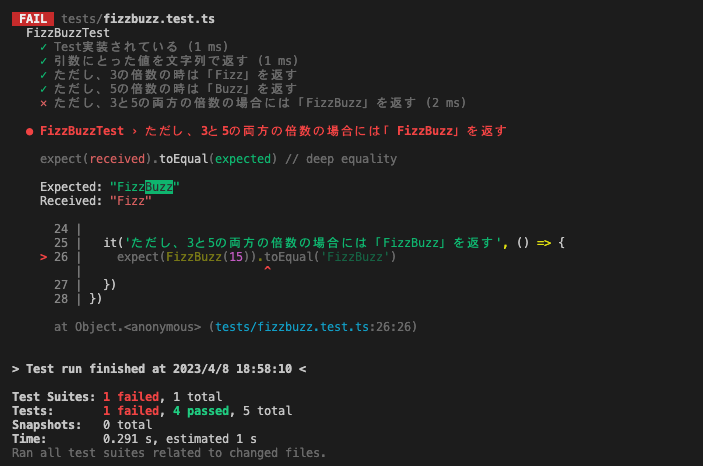 FAIL tests/fizzbuzz.test.ts
FizzBuzzTest
✓ Test実装されている (1 ms)
✓ 引数にとった値を文字列で返す (1 ms)
✓ ただし、3の倍数の時は「Fizz」を返す
✓ ただし、5の倍数の時は「Buzz」を返す
✕ ただし、3と5の両方の倍数の場合には「FizzBuzz」を返す (2 ms)
● FizzBuzzTest › ただし、3と5の両方の倍数の場合には「 FizzBuzz」を返す
expect(received).toEqual(expected) // deep equality
Expected: "FizzBuzz"
Received: "Fizz"
24 |
25 | it('ただし、3と5の両方の倍数の場合には「FizzBuzz」を返す', () => {
> 26 | expect(FizzBuzz(15)).toEqual('FizzBuzz')
| ^
27 | })
28 | })
at Object.<anonymous> (tests/fizzbuzz.test.ts:26:26)
> Test run finished at 2023/4/8 18:58:10 <
Test Suites: 1 failed, 1 total
Tests: 1 failed, 4 passed, 5 total
Snapshots: 0 total
Time: 0.291 s, estimated 1 s
Ran all test suites related to changed files.